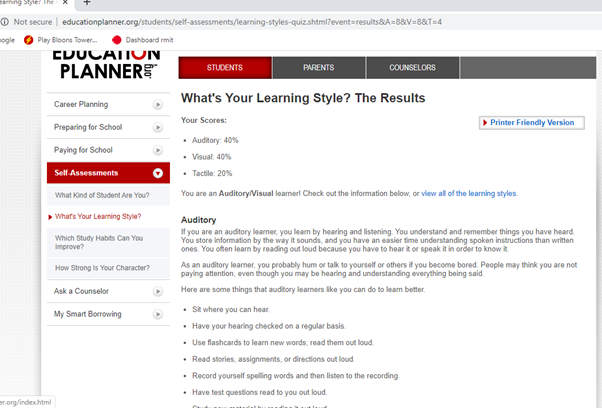 earning Style? The
Not secure | educationplanner.org/students/self-assessments/learning-styles-quiz.shtml?event=results&A=8&V=8&T=4
ogle Play Bloons Tower... Dashboard rmit
EDUCATION
PLANNER.org
STUDENTS PARENTS COUNSELORS
Career Planning
Preparing for School
Paying for School
Self-Assessments
What Kind of Student Are You?
What's Your Learning Style?
Which Study Habits Can You
Improve?
How Strong Is Your Character?
Ask a Counselor
My Smart Borrowing
What's Your Learning Style? The Results
Your Scores:
Printer Friendly Version
• Auditory: 40%
• Visual: 40%
• Tactile: 20%
You are an Auditory/Visual learner! Check out the information below, or view all of the learning styles.
Auditory
If you are an auditory learner, you learn by hearing and listening. You understand and remember things you have heard.
You store information by the way it sounds, and you have an easier time understanding spoken instructions than written
ones. You often learn by reading out loud because you have to hear it or speak it in order to know it.
As an auditory learner, you probably hum or talk to yourself or others if you become bored. People may think you are not
paying attention, even though you may be hearing and understanding everything being said.
Here are some things that auditory learners like you can do to learn better.
• Sit where you can hear.
• Have your hearing checked on a regular basis.
• Use flashcards to learn new words; read them out loud.
• Read stories, assignments, or directions out loud.
• Record yourself spelling words and then listen to the recording.
• Have test questions read to you out loud.
• Study new material by reading it out loud.
er.org/index.html